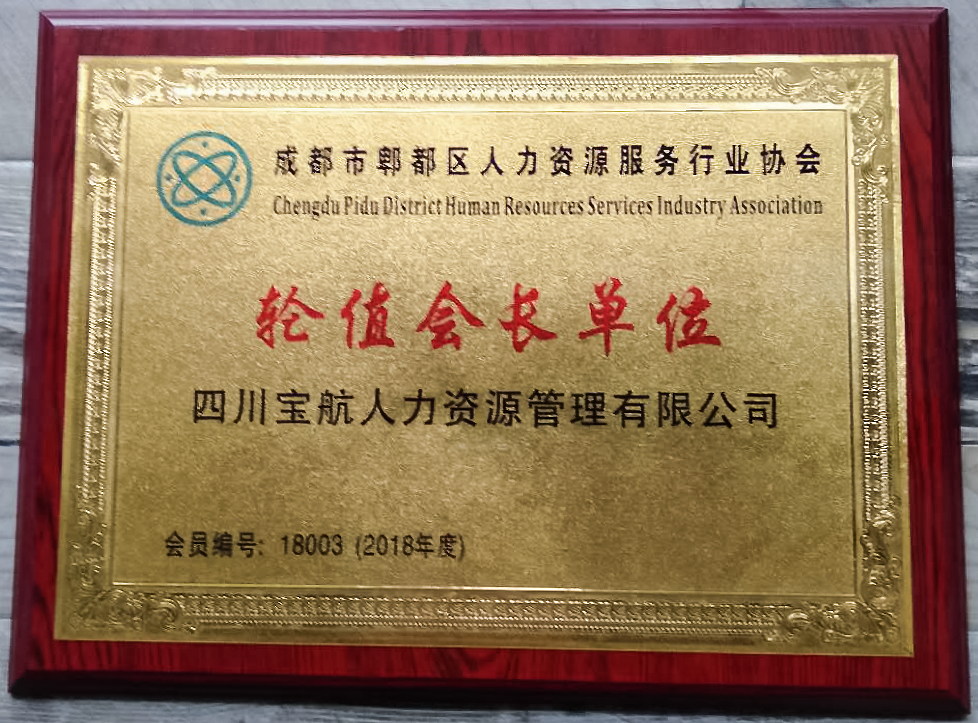 成都市郫都区人力资源服务行业协会
Chengdu Pidu District Human Resources Services Industry Association
轮值会长单位
四川宝航人力资源管理有限公司
会员编号: 18003 (2018年度)